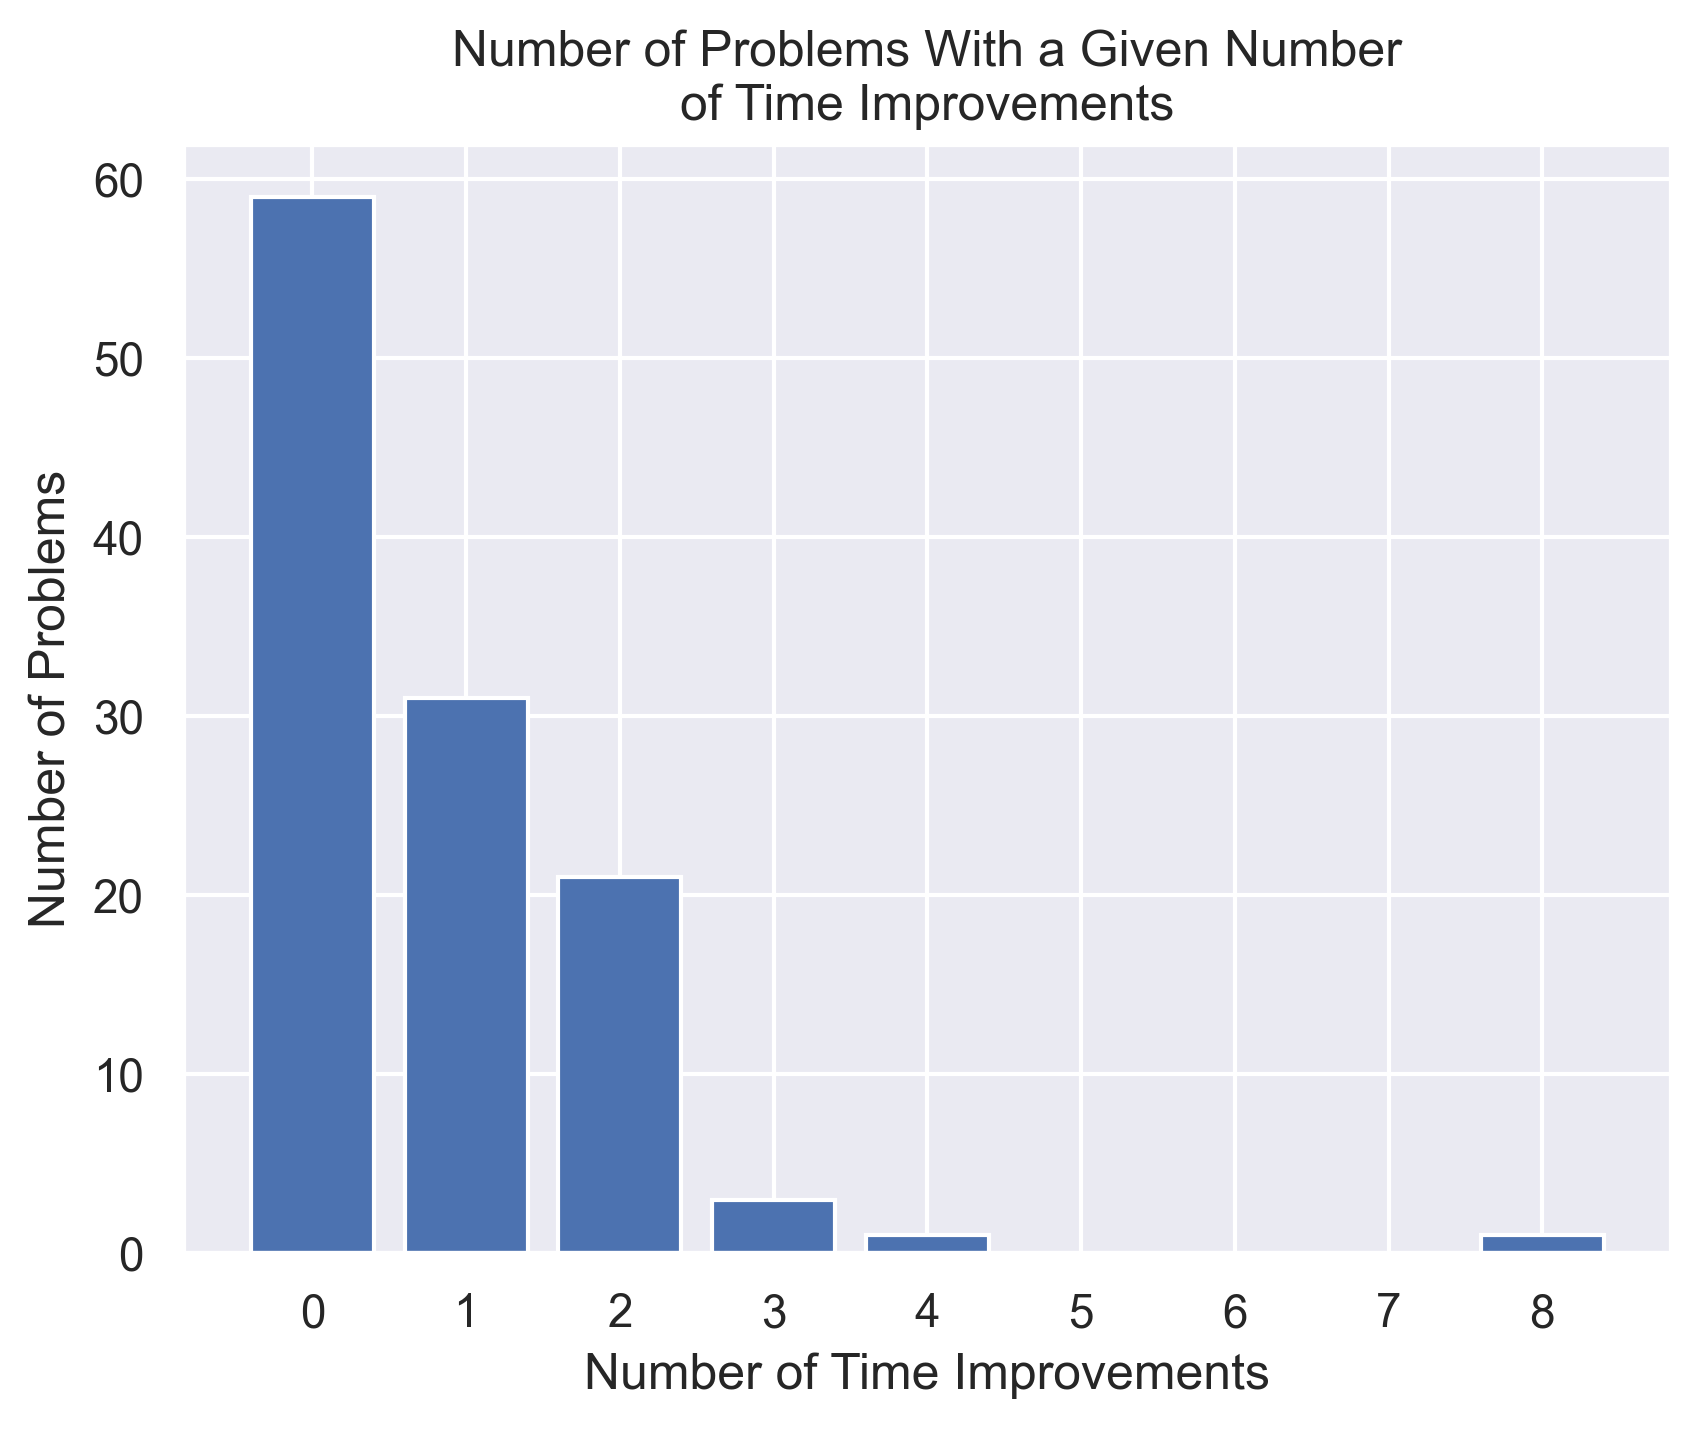 Number of Problems With a Given Number
of Time Improvements
60
50
40
30
20
10
0
Number of Problems
0 1 2 3 4 5 6 7 8
Number of Time Improvements